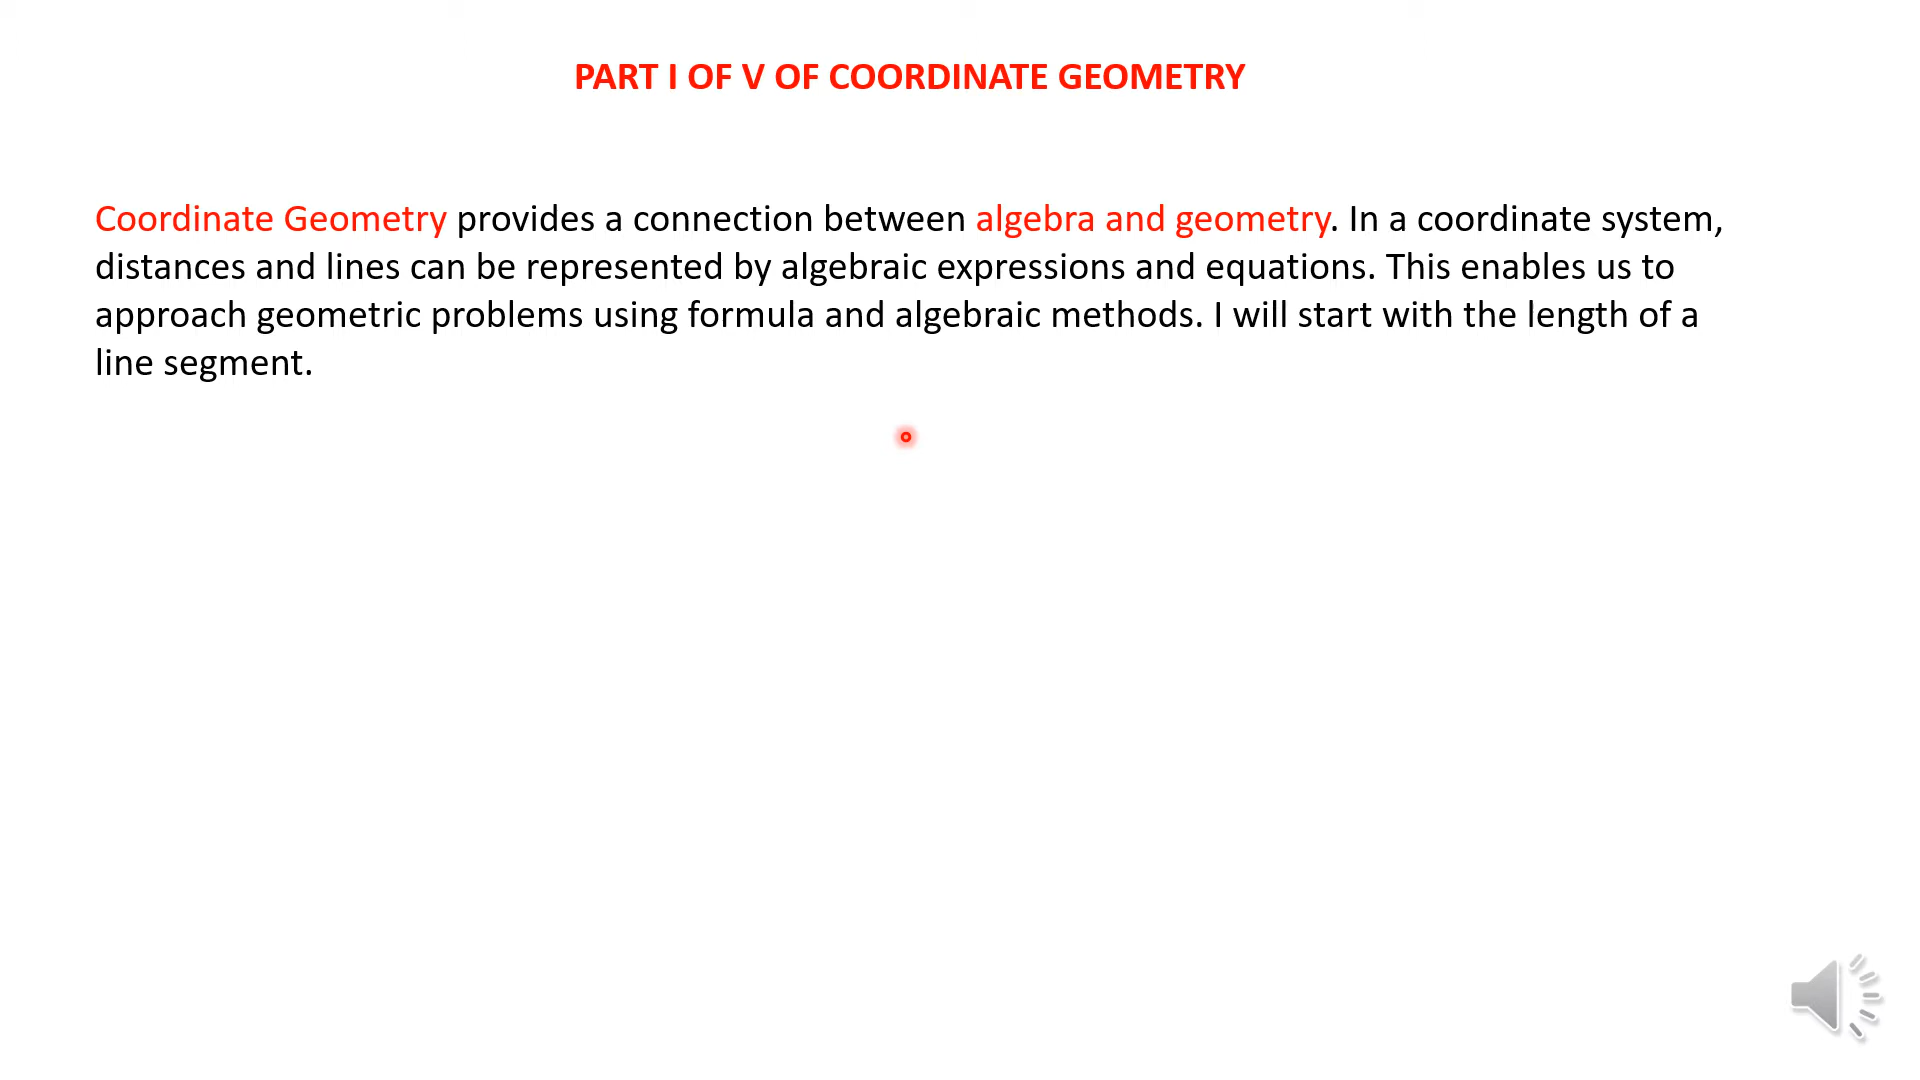 PART I OF V OF COORDINATE GEOMETRY
Coordinate Geometry provides a connection between algebra and geometry. In a coordinate system,
distances and lines can be represented by algebraic expressions and equations. This enables us to
approach geometric problems using formula and algebraic methods. I will start with the length of a
line segment.